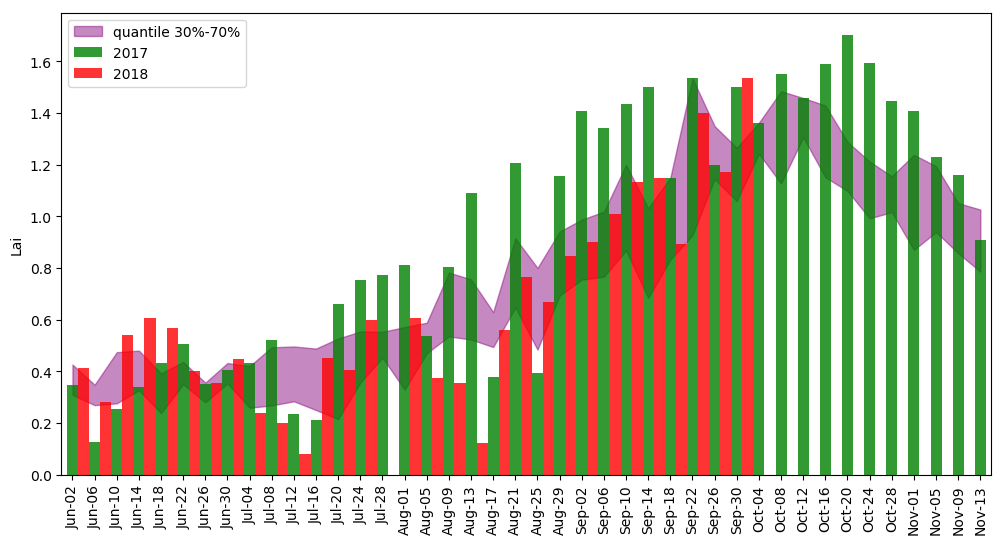 quantile 30%-70%
2017
2018
Lai
1.6
1.4
1.2
1.0
0.8
0.6
0.4
0.2
0.0
Jun-02
Jun-06
Jun-10
Jun-14
Jun-18
Jun-22
Jun-26
Jun-30
Jul-04
Jul-08
Jul-12
Jul-16
Jul-20
Jul-24
Jul-28
Aug-01
Aug-05
Aug-09
Aug-13
Aug-17
Aug-21
Aug-25
Aug-29
Sep-02
Sep-06
Sep-10
Sep-14
Sep-18
Sep-22
Sep-26
Sep-30
Oct-04
Oct-08
Oct-12
Oct-16
Oct-20
Oct-24
Oct-28
Nov-01
Nov-05
Nov-09
Nov-13